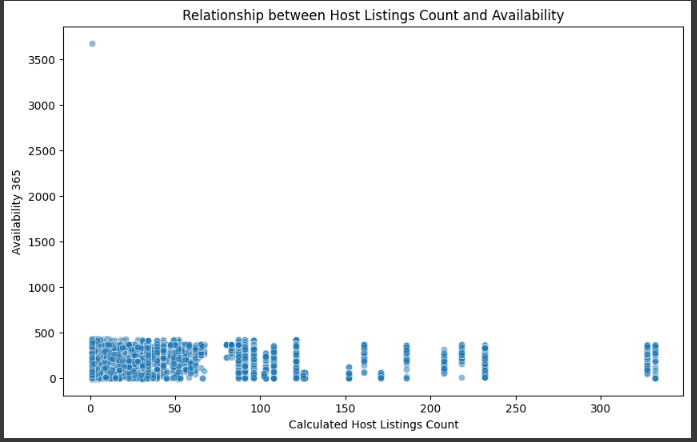 Relationship between Host Listings Count and Availability
3500
3000
2500
2000
1500
1000
500
0
Availability 365
0 50 100 150 200 250 300
Calculated Host Listings Count